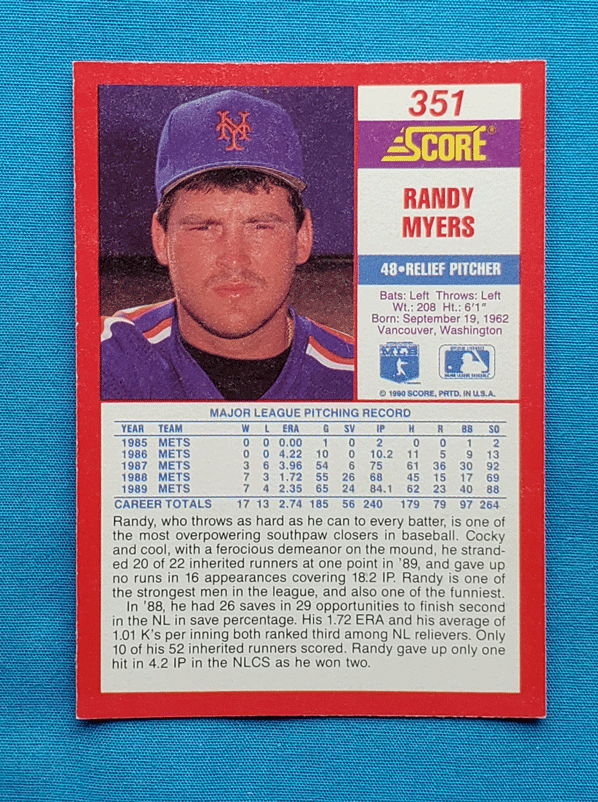 NY
351
SCORE®
RANDY
MYERS
48•RELIEF PITCHER
Bats: Left Throws: Left
Wt.: 208 Ht.: 6'1"
Born: September 19, 1962
Vancouver, Washington
© 1990 SCORE, PRTD. IN U.S.A.
MAJOR LEAGUE PITCHING RECORD
YEAR TEAM W L ERA G SV IP H R BB SO
1985 METS 0 0 0.00 1 0 2 0 0 1 2
1986 METS 0 0 4.22 10 0 10.2 11 5 9 13
1987 METS 3 6 3.96 54 6 75 61 36 30 92
1988 METS 7 3 1.72 55 26 68 45 15 17 69
1989 METS 7 4 2.35 65 24 84.1 62 23 40 88
CAREER TOTALS 17 13 2.74 185 56 240 179 79 97 264
Randy, who throws as hard as he can to every batter, is one of
the most overpowering southpaw closers in baseball. Cocky
and cool, with a ferocious demeanor on the mound, he strand-
ed 20 of 22 inherited runners at one point in '89, and gave up
no runs in 16 appearances covering 18.2 IP. Randy is one of
the strongest men in the league, and also one of the funniest.
In '88, he had 26 saves in 29 opportunities to finish second
in the NL in save percentage. His 1.72 ERA and his average of
1.01 K's per inning both ranked third among NL relievers. Only
10 of his 52 inherited runners scored. Randy gave up only one
hit in 4.2 IP in the NLCS as he won two.